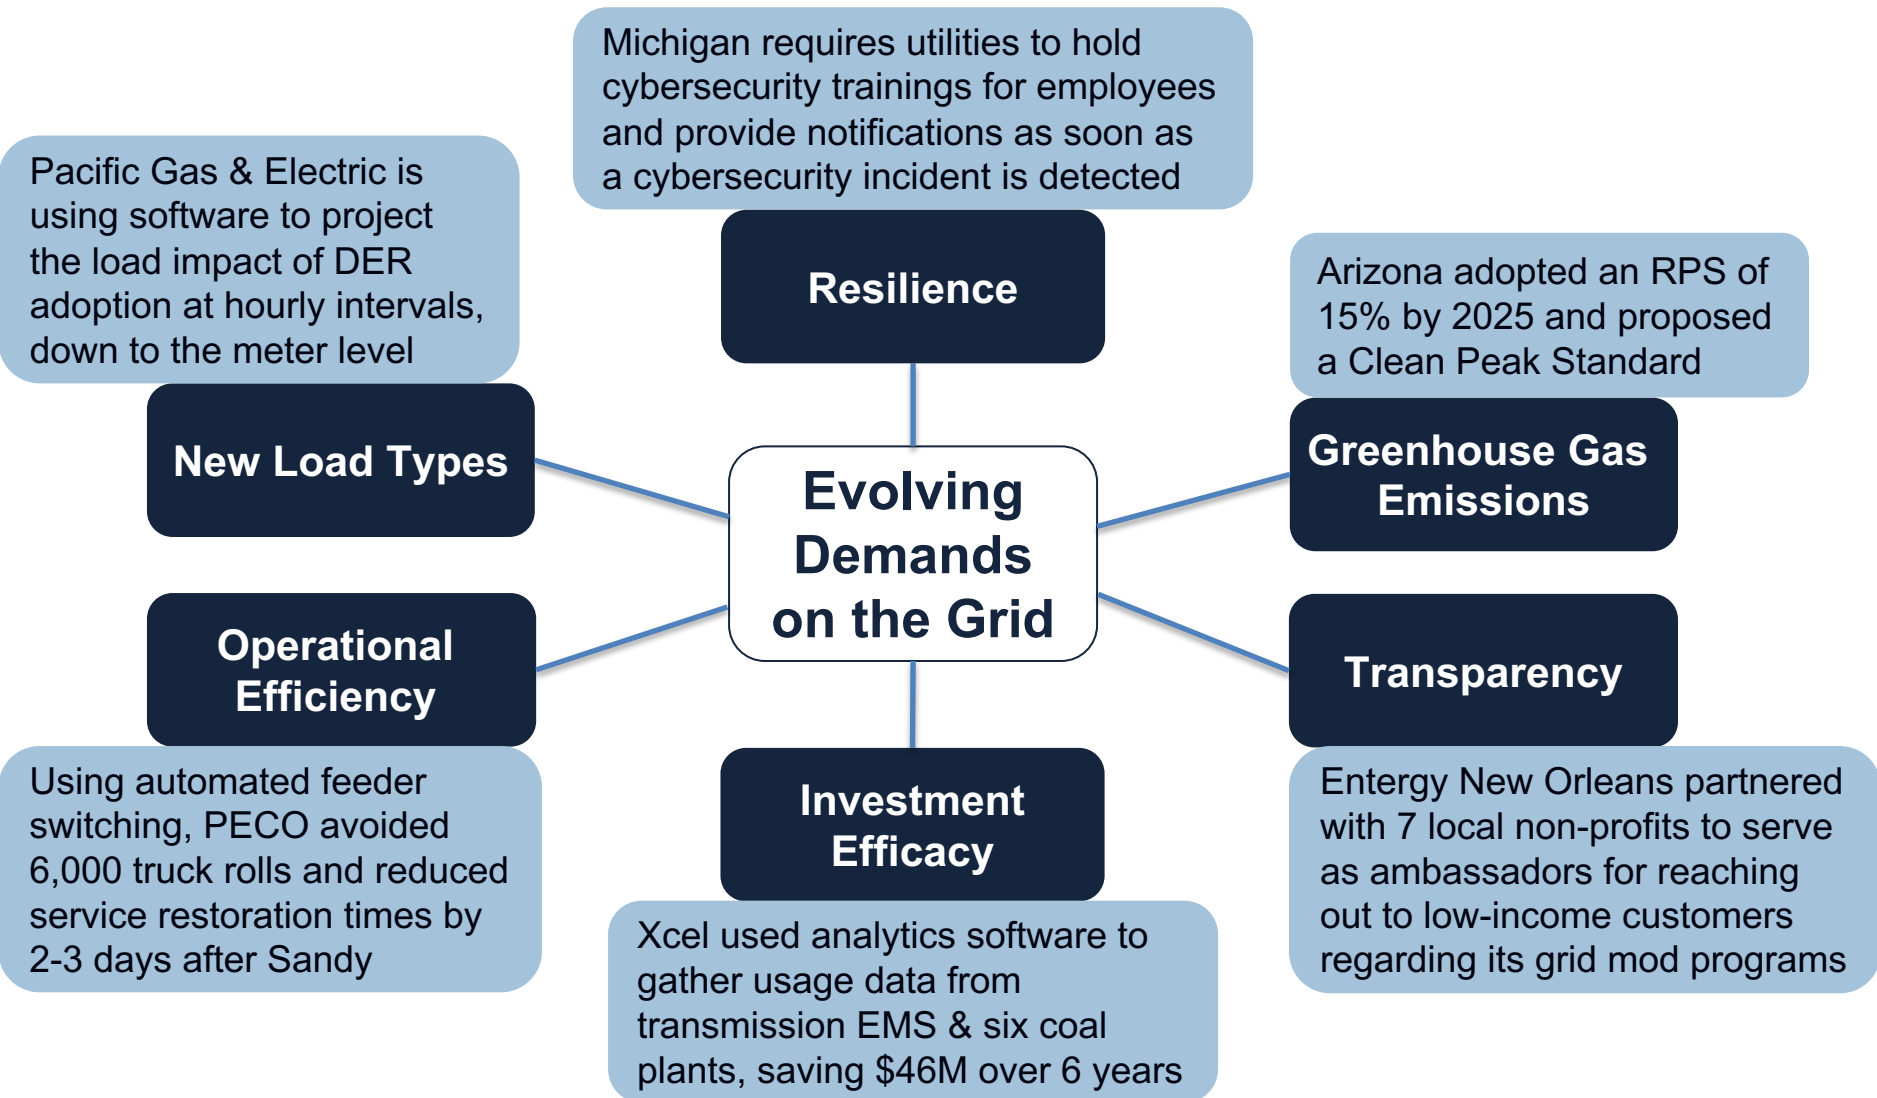 Michigan requires utilities to hold
cybersecurity trainings for employees
and provide notifications as soon as
a cybersecurity incident is detected
Resilience
Pacific Gas & Electric is
using software to project
the load impact of DER
adoption at hourly intervals,
down to the meter level
New Load Types
Arizona adopted an RPS of
15% by 2025 and proposed
a Clean Peak Standard
Greenhouse Gas
Emissions
Evolving
Demands
on the Grid
Operational
Efficiency
Using automated feeder
switching, PECO avoided
6,000 truck rolls and reduced
service restoration times by
2-3 days after Sandy
Investment
Efficacy
Xcel used analytics software to
gather usage data from
transmission EMS & six coal
plants, saving $46M over 6 years
Transparency
Entergy New Orleans partnered
with 7 local non-profits to serve
as ambassadors for reaching
out to low-income customers
regarding its grid mod programs